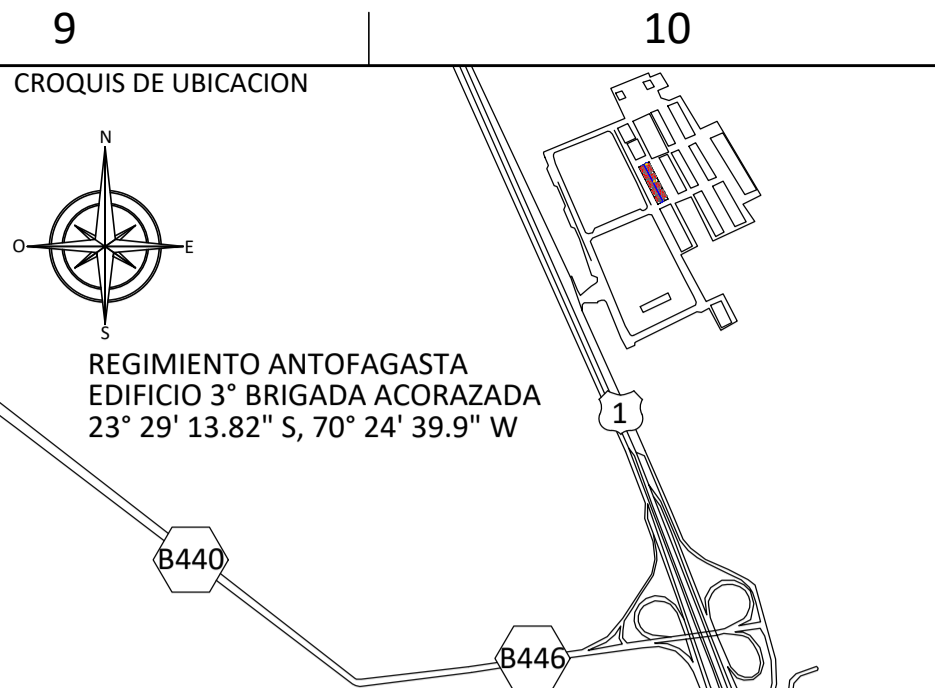 9
10
CROQUIS DE UBICACION
N
O
E
S
REGIMIENTO ANTOFAGASTA
EDIFICIO 3° BRIGADA ACORAZADA
23° 29' 13.82" S, 70° 24' 39.9" W
1
B440
B446